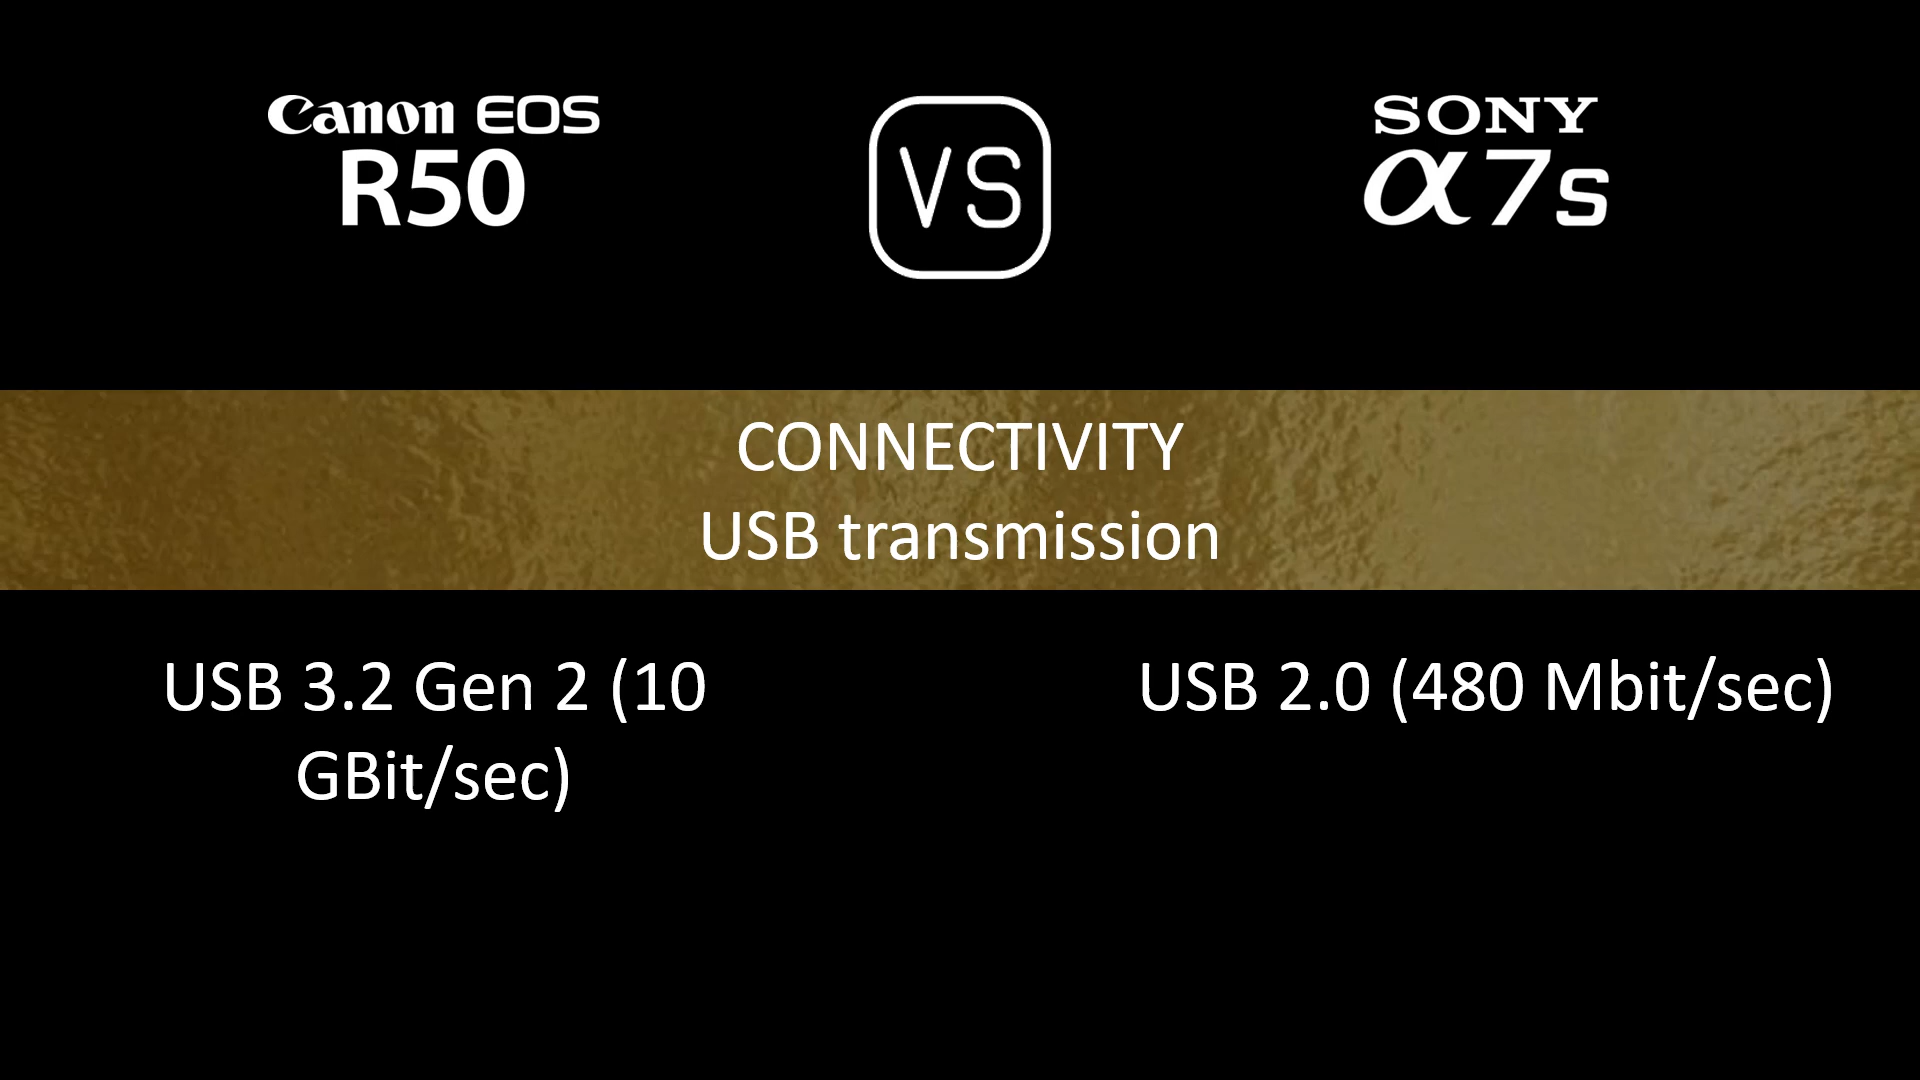 Canon EOS
R50
VS
SONY
α7s
CONNECTIVITY
USB transmission
USB 3.2 Gen 2 (10
GBit/sec)
USB 2.0 (480 Mbit/sec)